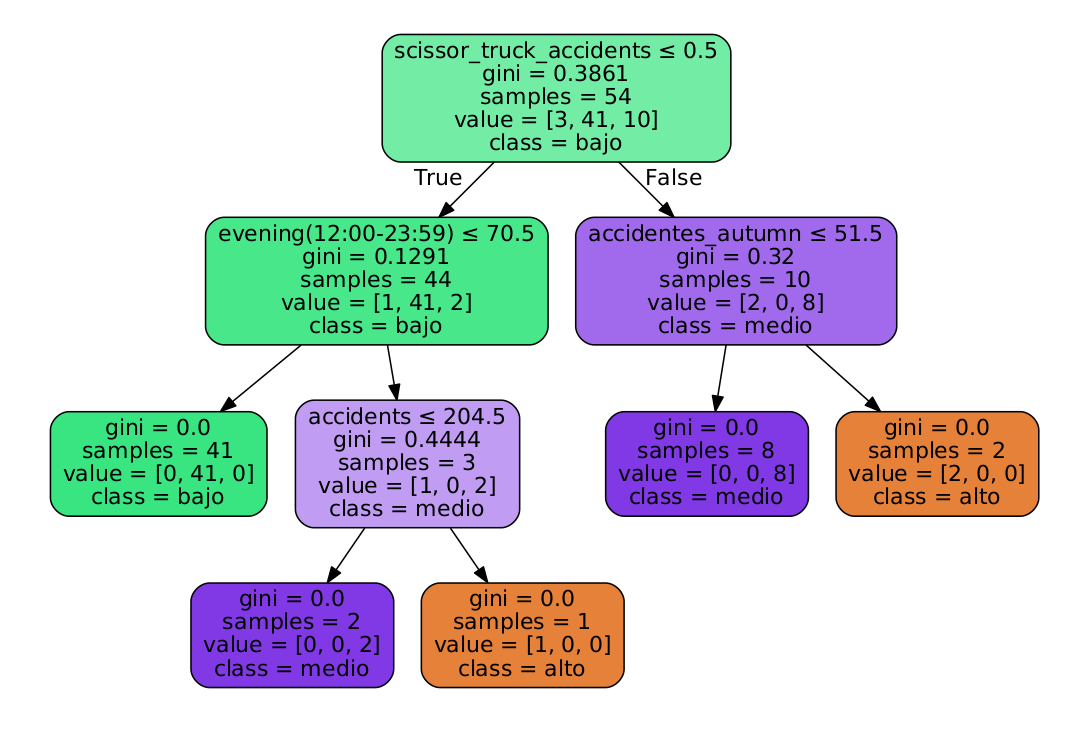 scissor_truck_accidents ≤ 0.5
gini = 0.3861
samples = 54
value = [3, 41, 10]
class = bajo
True
False
evening(12:00-23:59) ≤ 70.5
gini = 0.1291
samples = 44
value = [1, 41, 2]
class = bajo
accidentes_autumn ≤ 51.5
gini = 0.32
samples = 10
value = [2, 0, 8]
class = medio
gini = 0.0
samples = 41
value = [0, 41, 0]
class = bajo
accidents ≤ 204.5
gini = 0.4444
samples = 3
value = [1, 0, 2]
class = medio
gini = 0.0
samples = 8
value = [0, 0, 8]
class = medio
gini = 0.0
samples = 2
value = [2, 0, 0]
class = alto
gini = 0.0
samples = 2
value = [0, 0, 2]
class = medio
gini = 0.0
samples = 1
value = [1, 0, 0]
class = alto